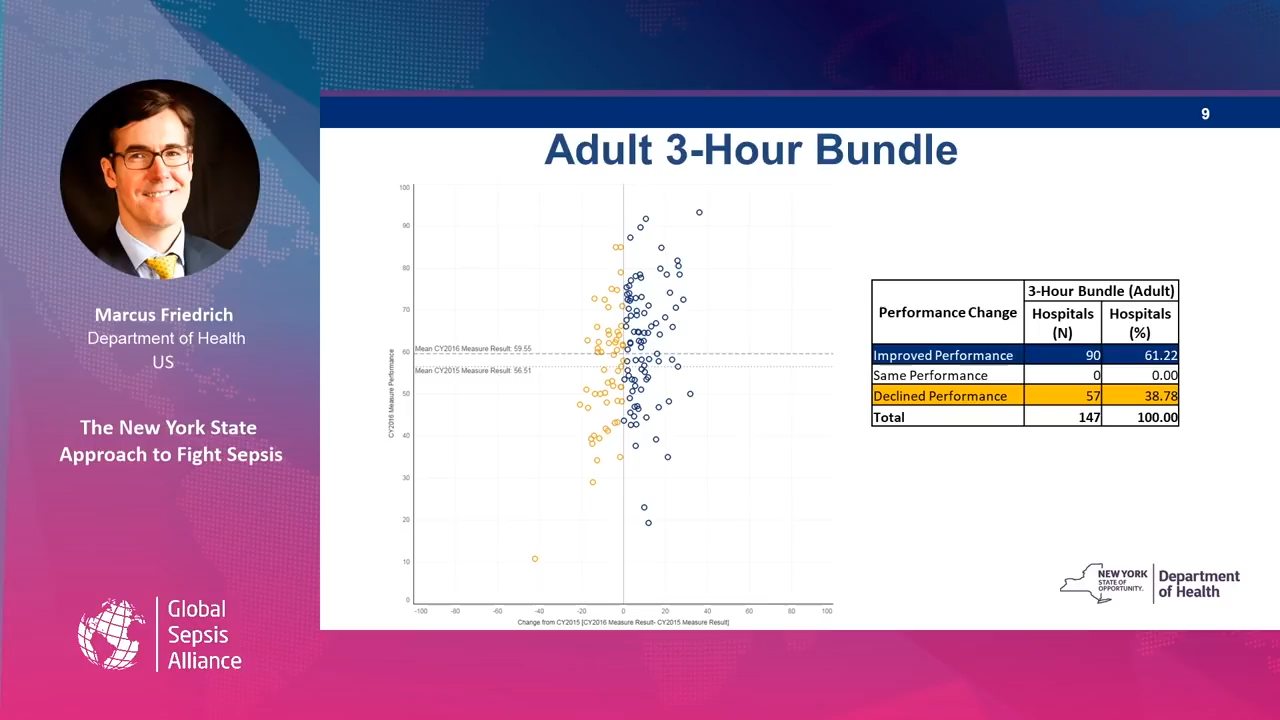 Marcus Friedrich
Department of Health
US
The New York State
Approach to Fight Sepsis
Global
Sepsis
Alliance
9
Adult 3-Hour Bundle
CY2016 Measure Performance
100
90
80
70
60
50
40
30
20
10
0
Mean CY2016 Measure Result: 59.55
Mean CY2015 Measure Result: 56.51
-100 -80 -60 -40 -20 0 20 40 60 80 100
Change from CY2015 [CY2016 Measure Result- CY2015 Measure Result]
3-Hour Bundle (Adult)
Performance Change Hospitals (N) Hospitals (%)
Improved Performance 90 61.22
Same Performance 0 0.00
Declined Performance 57 38.78
Total 147 100.00
NEW YORK
STATE OF
OPPORTUNITY.
Department
of Health